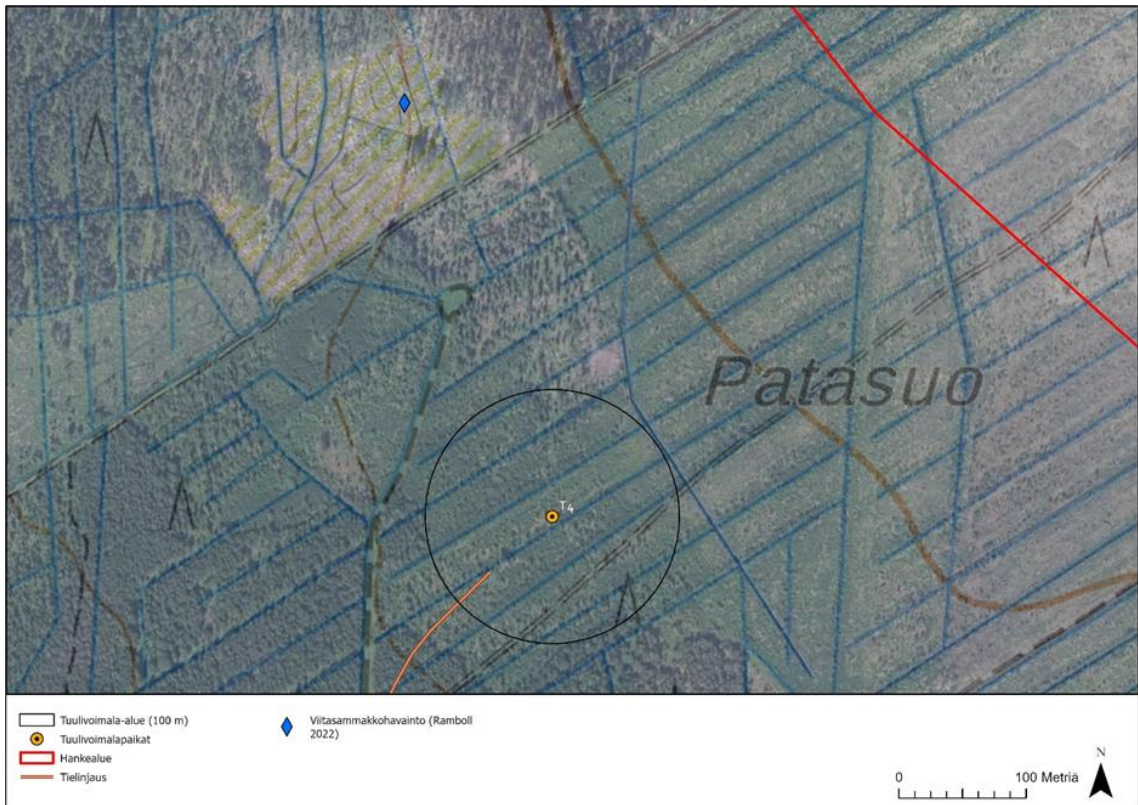 Patasuo
T4
Tuulivoimala-alue (100 m)
Tuulivoimalapaikat
Hankealue
Tielinjaus
Viitasammakkohavainto (Ramboll
2022)
N
0 100 Metriä